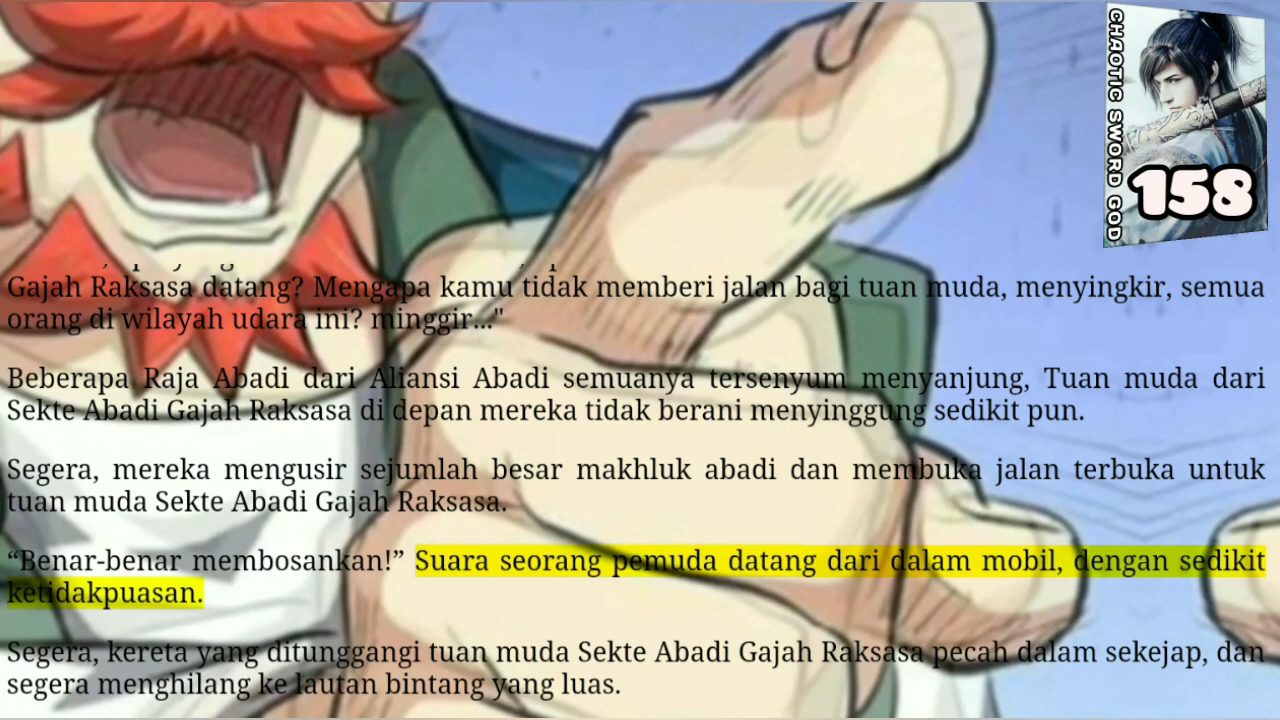 CHAOTIC SWORD GOD
158
Gajah Raksasa datang? Mengapa kamu tidak memberi jalan bagi tuan muda, menyingkir, semua
orang di wilayah udara ini? minggir..."
Beberapa Raja Abadi dari Aliansi Abadi semuanya tersenyum menyanjung, Tuan muda dari
Sekte Abadi Gajah Raksasa di depan mereka tidak berani menyinggung sedikit pun.
Segera, mereka mengusir sejumlah besar makhluk abadi dan membuka jalan terbuka untuk
tuan muda Sekte Abadi Gajah Raksasa.
“Benar-benar membosankan!” Suara seorang pemuda datang dari dalam mobil, dengan sedikit
ketidakpuasan.
Segera, kereta yang ditunggangi tuan muda Sekte Abadi Gajah Raksasa pecah dalam sekejap, dan
segera menghilang ke lautan bintang yang luas.